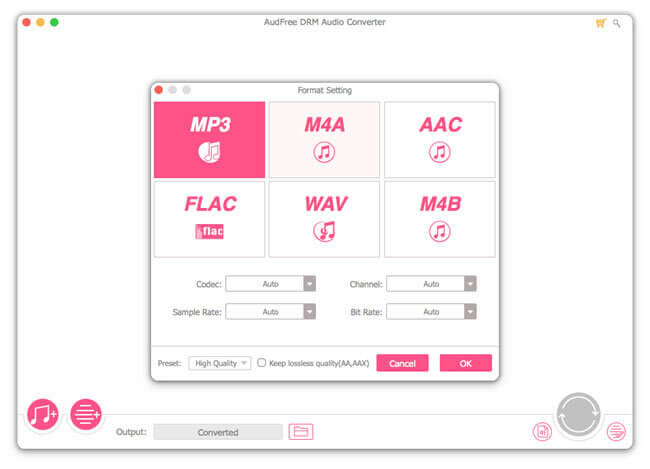 AudFree DRM Audio Converter
Format Setting
MP3 M4A AAC
FLAC WAV M4B
flac
Codec: Auto Channel: Auto
Sample Rate: Auto Bit Rate: Auto
Preset: High Quality Keep lossless quality(AA,AAX) Cancel OK
Output: Converted